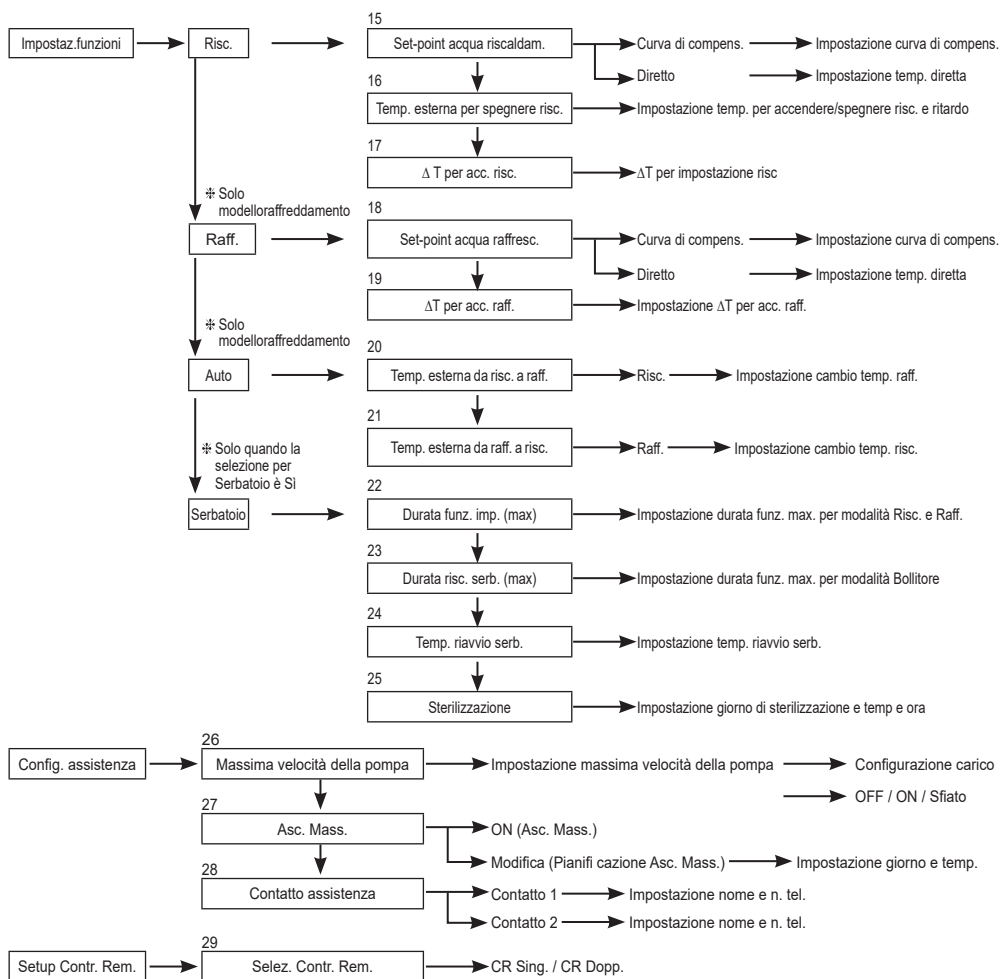 15
Impostaz.funzioni Risc. Set-point acqua riscaldam. Curva di compens. Impostazione curva di compens.
Diretto Impostazione temp. diretta
16
Temp. esterna per spegnere risc. Impostazione temp. per accendere/spegnere risc. e ritardo
17
Δ T per acc. risc. ΔT per impostazione risc
※ Solo
modelloraffreddamento
18
Raff. Set-point acqua raffresc. Curva di compens. Impostazione curva di compens.
Diretto Impostazione temp. diretta
19
ΔT per acc. raff. Impostazione ΔT per acc. raff.
※ Solo
modelloraffreddamento
20
Auto Temp. esterna da risc. a raff. Risc. Impostazione cambio temp. raff.
21
Temp. esterna da raff. a risc. Raff. Impostazione cambio temp. risc.
※ Solo quando la
selezione per
Serbatoio è Sì
22
Serbatoio Durata funz. imp. (max) Impostazione durata funz. max. per modalità Risc. e Raff.
23
Durata risc. serb. (max) Impostazione durata funz. max. per modalità Bollitore
24
Temp. riavvio serb. Impostazione temp. riavvio serb.
25
Sterilizzazione Impostazione giorno di sterilizzazione e temp e ora
26
Config. assistenza Massima velocità della pompa Impostazione massima velocità della pompa Configurazione carico
OFF / ON / Sfiato
27
Asc. Mass. ON (Asc. Mass.)
Modifica (Pianifi cazione Asc. Mass.) Impostazione giorno e temp.
28
Contatto assistenza Contatto 1 Impostazione nome e n. tel.
Contatto 2 Impostazione nome e n. tel.
29
Setup Contr. Rem. Selez. Contr. Rem. CR Sing. / CR Dopp.